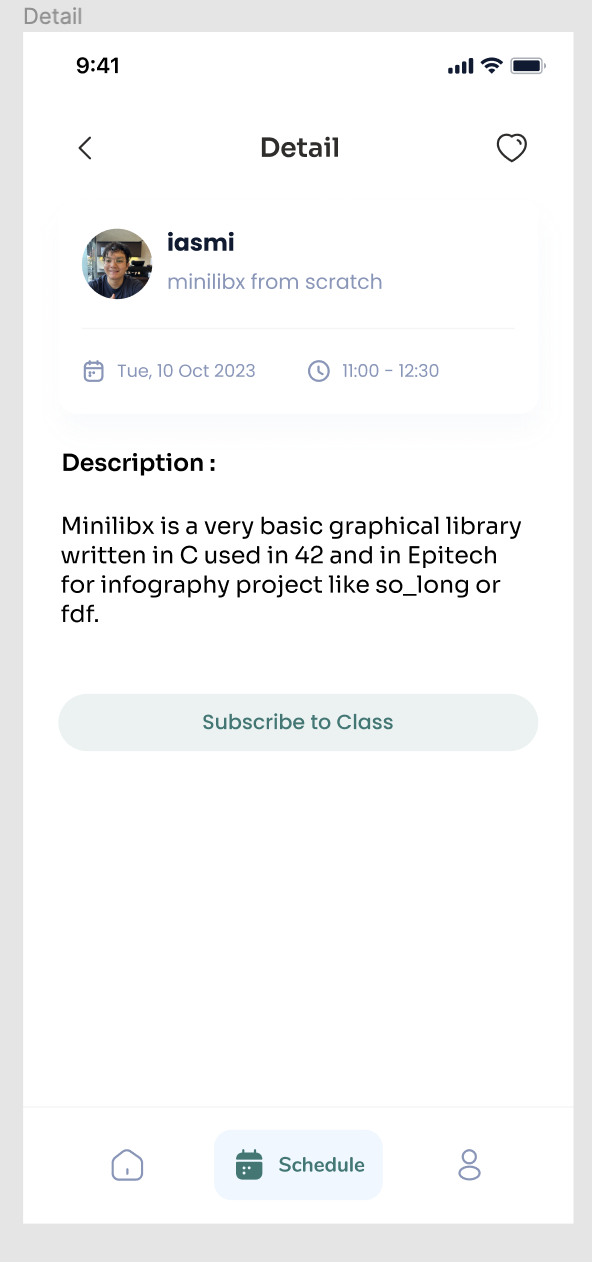 Detail
9:41
Detail
iasmi
minilibx from scratch
Tue, 10 Oct 2023
11:00 - 12:30
Description :
Minilibx is a very basic graphical library
written in C used in 42 and in Epitech
for infography project like so_long or
fdf.
Subscribe to Class
Schedule